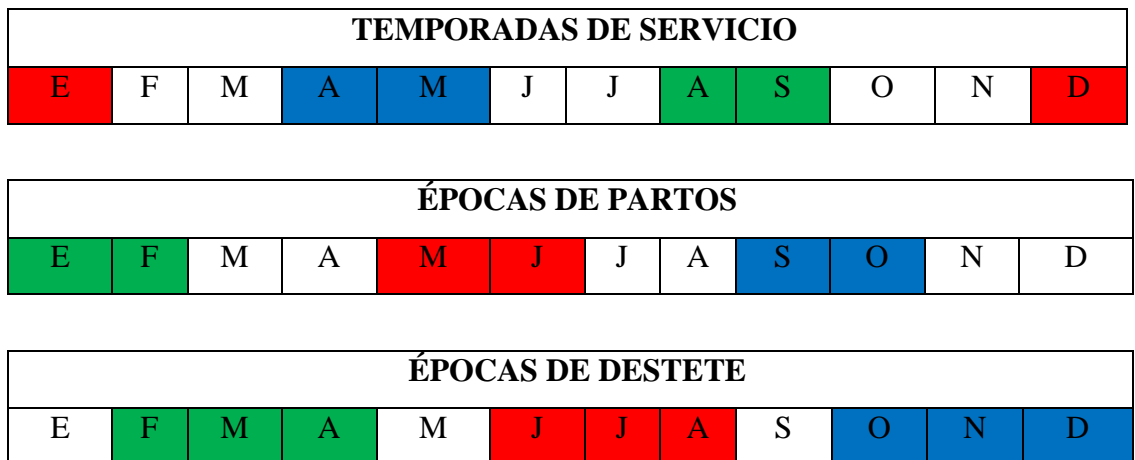 TEMPORADAS DE SERVICIO
E F M A M J J A S O N D
ÉPOCAS DE PARTOS
E F M A M J J A S O N D
ÉPOCAS DE DESTETE
E F M A M J J A S O N D